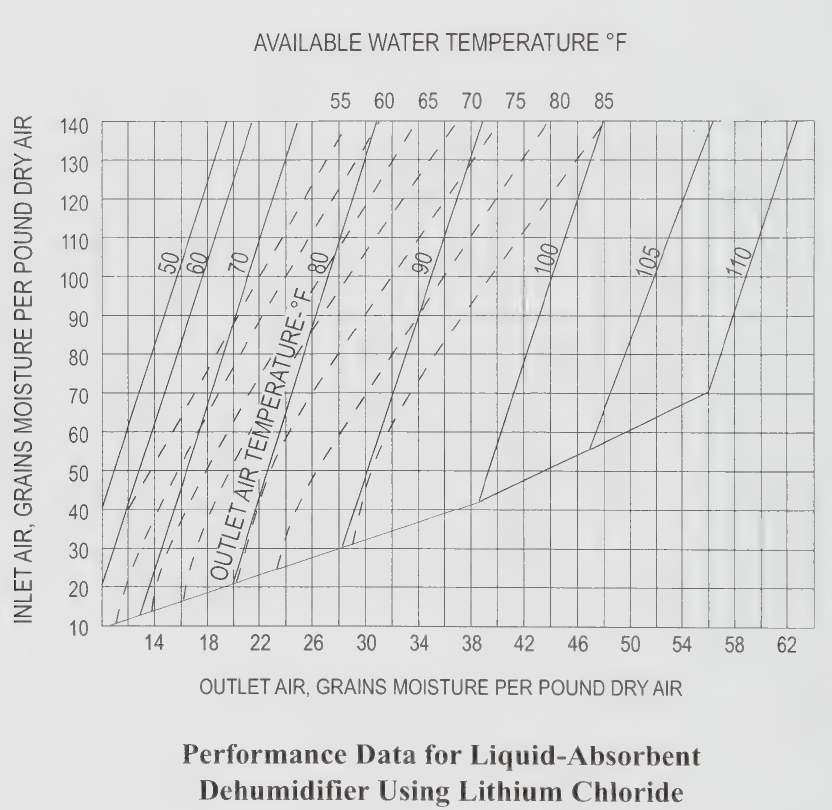 AVAILABLE WATER TEMPERATURE °F
55 60 65 71 75 80 85
INLET AIR, GRAINS MOISTURE PER POUND DRY AIR
140
130
120
110
100
90
80
70
60
50
40
30
20
10
50 60 70 80 90 100 105 110
OUTLET AIR TEMPERATURE-°F
14 18 22 26 30 34 38 42 46 50 54 58 62
OUTLET AIR, GRAINS MOISTURE PER POUND DRY AIR
Performance Data for Liquid-Absorbent
Dehumidifier Using Lithium Chloride